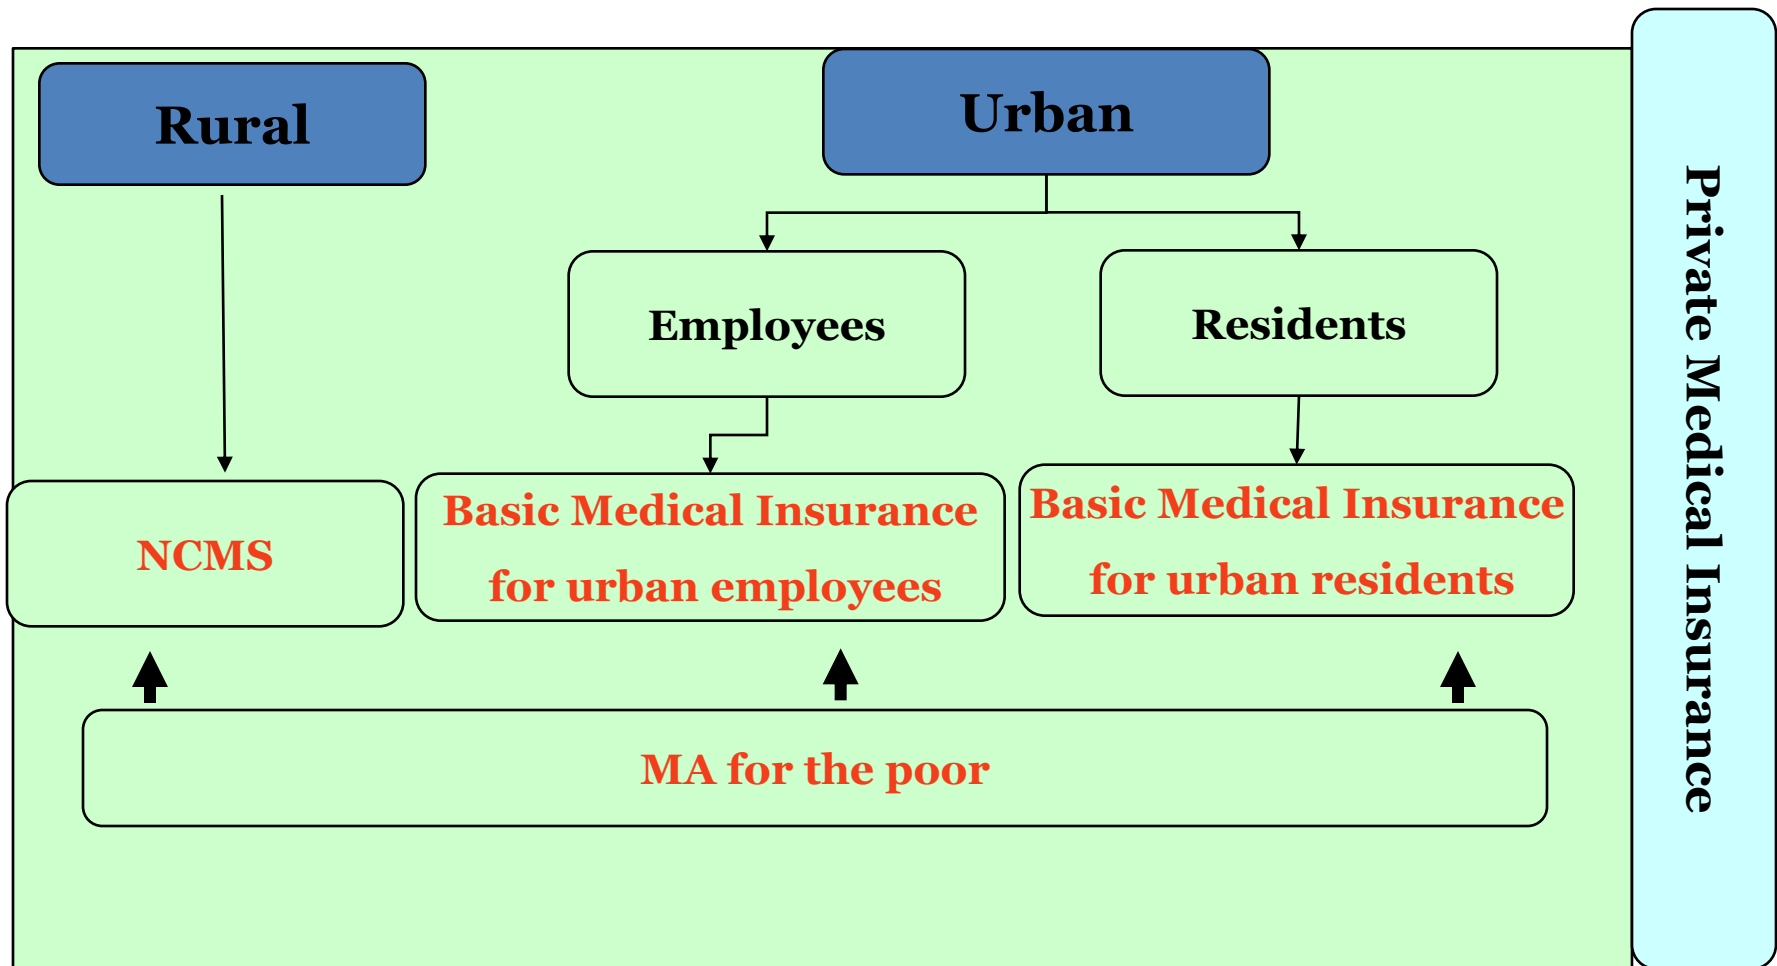 Rural
Urban
Employees
Residents
NCMS
Basic Medical Insurance
for urban employees
Basic Medical Insurance
for urban residents
MA for the poor
Private Medical Insurance